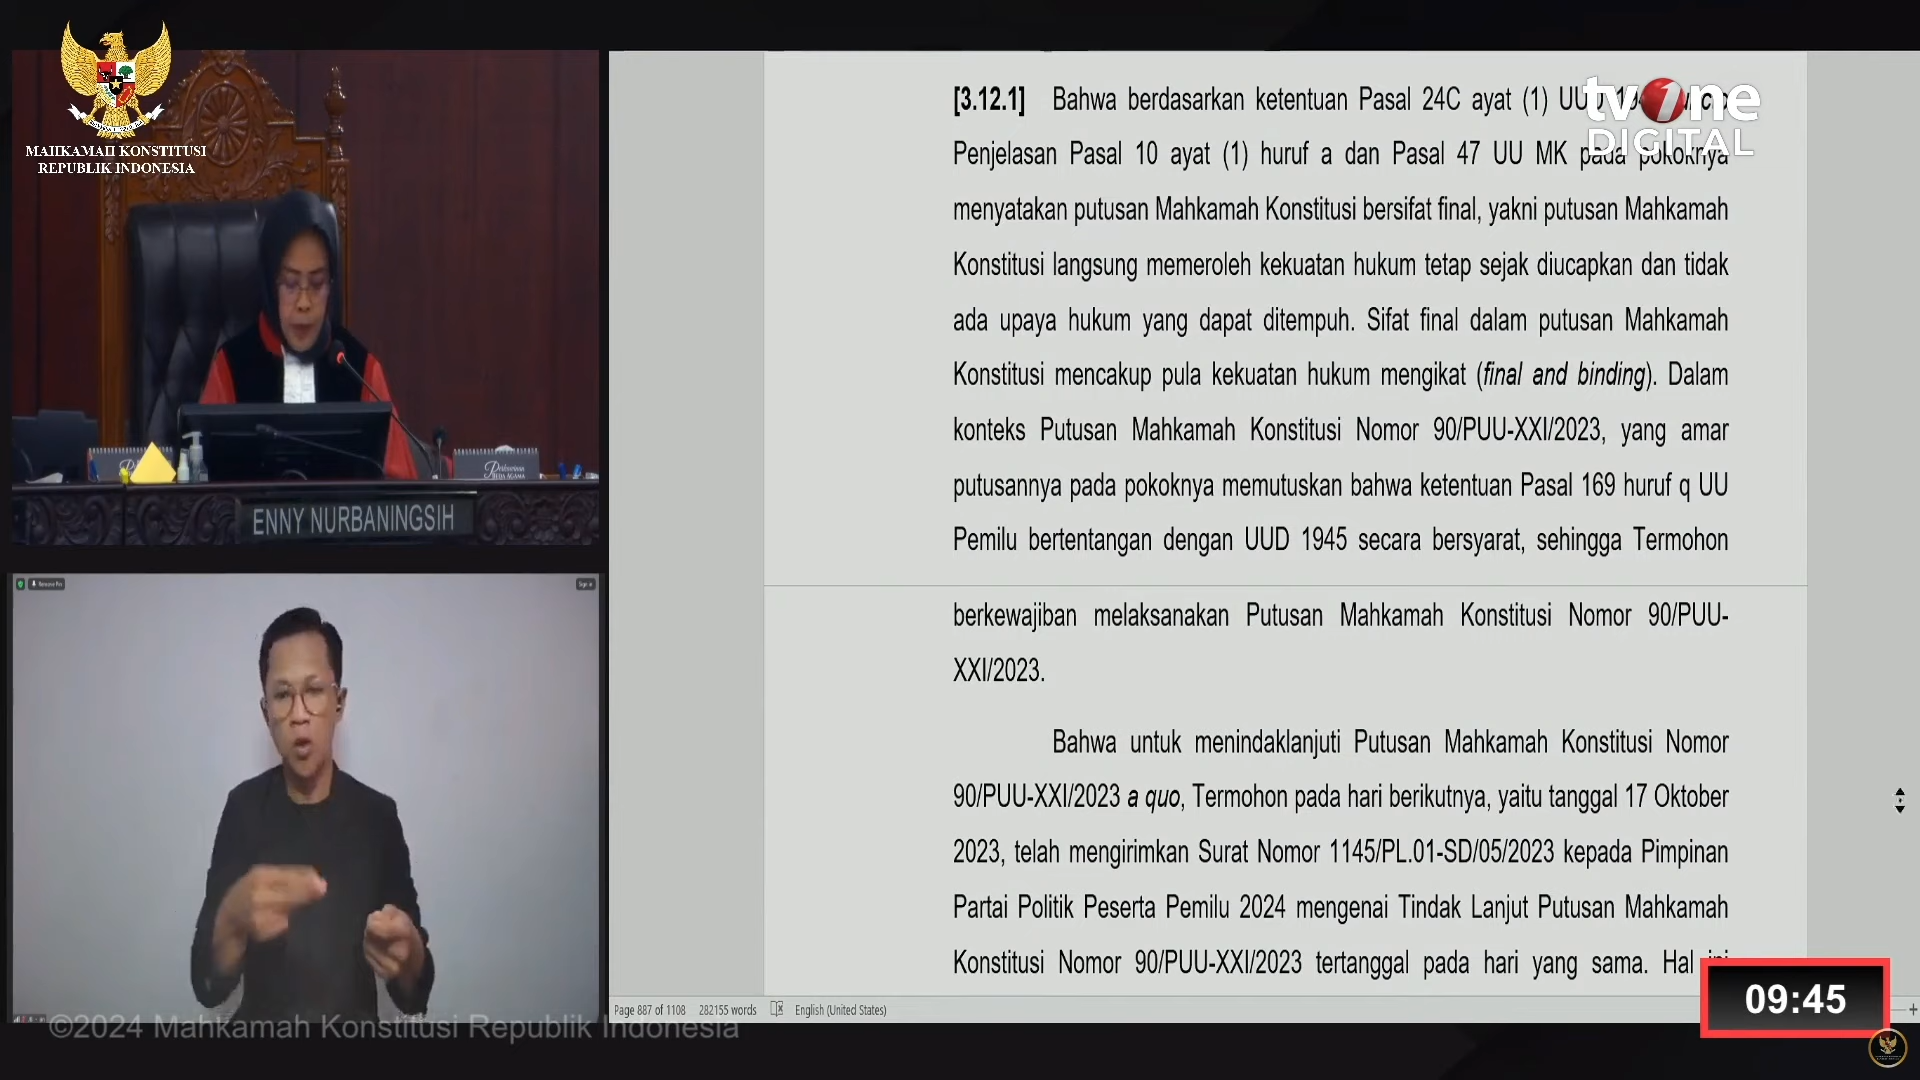 MAHKAMAH KONSTITUSI
REPUBLIK INDONESIA
ENNY NURBANINGSIH
tvOne
DIGITAL
[3.12.1] Bahwa berdasarkan ketentuan Pasal 24C ayat (1) UUD
Penjelasan Pasal 10 ayat (1) huruf a dan Pasal 47 UU MK pada pokoknya
menyatakan putusan Mahkamah Konstitusi bersifat final, yakni putusan Mahkamah
Konstitusi langsung memeroleh kekuatan hukum tetap sejak diucapkan dan tidak
ada upaya hukum yang dapat ditempuh. Sifat final dalam putusan Mahkamah
Konstitusi mencakup pula kekuatan hukum mengikat (final and binding). Dalam
konteks Putusan Mahkamah Konstitusi Nomor 90/PUU-XXI/2023, yang amar
putusannya pada pokoknya memutuskan bahwa ketentuan Pasal 169 huruf q UU
Pemilu bertentangan dengan UUD 1945 secara bersyarat, sehingga Termohon
berkewajiban melaksanakan Putusan Mahkamah Konstitusi Nomor 90/PUU-
XXI/2023.
Bahwa untuk menindaklanjuti Putusan Mahkamah Konstitusi Nomor
90/PUU-XXI/2023 a quo, Termohon pada hari berikutnya, yaitu tanggal 17 Oktober
2023, telah mengirimkan Surat Nomor 1145/PL.01-SD/05/2023 kepada Pimpinan
Partai Politik Peserta Pemilu 2024 mengenai Tindak Lanjut Putusan Mahkamah
Konstitusi Nomor 90/PUU-XXI/2023 tertanggal pada hari yang sama. Hal ini
Page 887 of 1108 282155 words English (United States)
09:45
©2024 Mahkamah Konstitusi Republik Indonesia